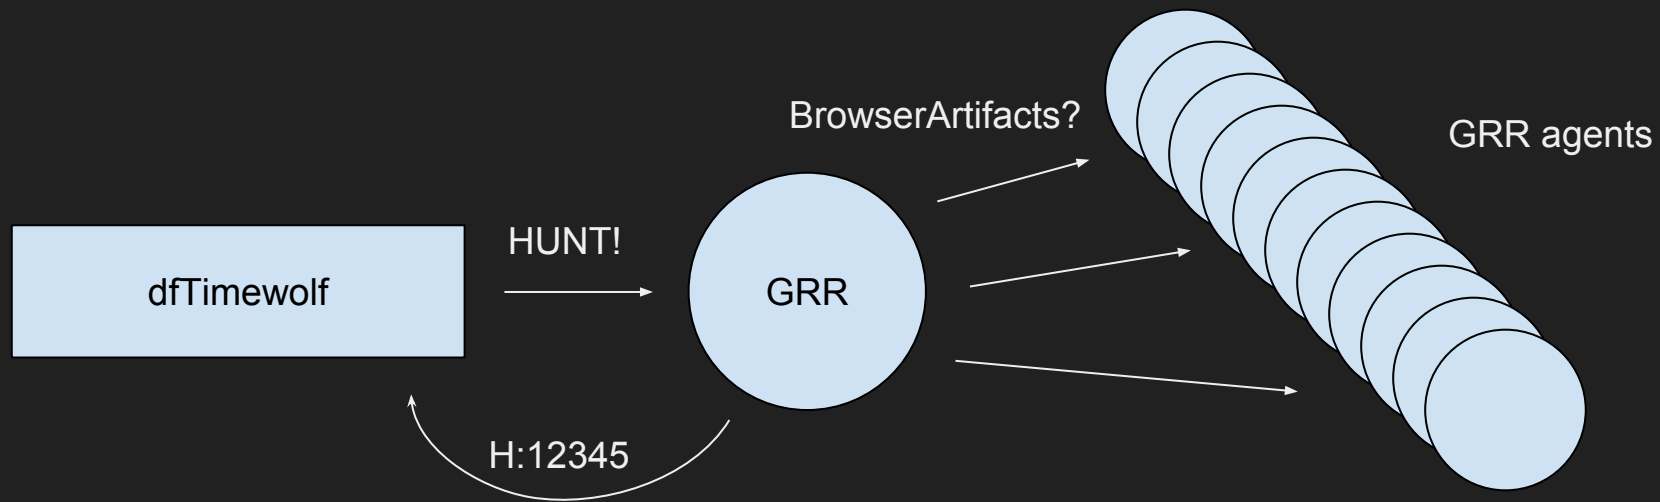 BrowserArtifacts?
GRR agents
HUNT!
dfTimewolf
GRR
H:12345